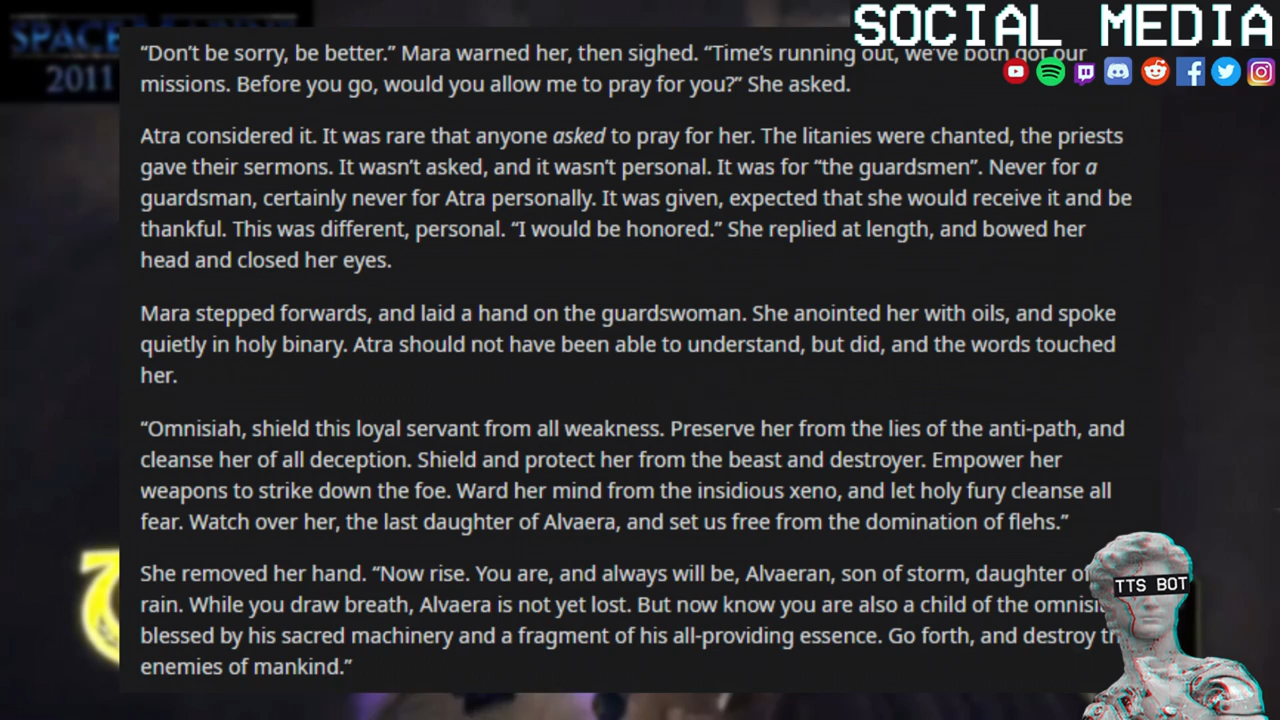 SPACE
2011
SOCIAL MEDIA
“Don’t be sorry, be better.” Mara warned her, then sighed. “Time’s running out, we’ve both got our
missions. Before you go, would you allow me to pray for you?” She asked.
Atra considered it. It was rare that anyone asked to pray for her. The litanies were chanted, the priests
gave their sermons. It wasn’t asked, and it wasn’t personal. It was for “the guardsmen”. Never for a
guardsman, certainly never for Atra personally. It was given, expected that she would receive it and be
thankful. This was different, personal. “I would be honored.” She replied at length, and bowed her
head and closed her eyes.
Mara stepped forwards, and laid a hand on the guardswoman. She anointed her with oils, and spoke
quietly in holy binary. Atra should not have been able to understand, but did, and the words touched
her.
“Omnisiah, shield this loyal servant from all weakness. Preserve her from the lies of the anti-path, and
cleanse her of all deception. Shield and protect her from the beast and destroyer. Empower her
weapons to strike down the foe. Ward her mind from the insidious xeno, and let holy fury cleanse all
fear. Watch over her, the last daughter of Alvaera, and set us free from the domination of flehs.”
She removed her hand. “Now rise. You are, and always will be, Alvaeran, son of storm, daughter of
rain. While you draw breath, Alvaera is not yet lost. But now know you are also a child of the
blessed by his sacred machinery and a fragment of his all-providing essence. Go forth, and destroy
enemies of mankind.”
TTS BOT